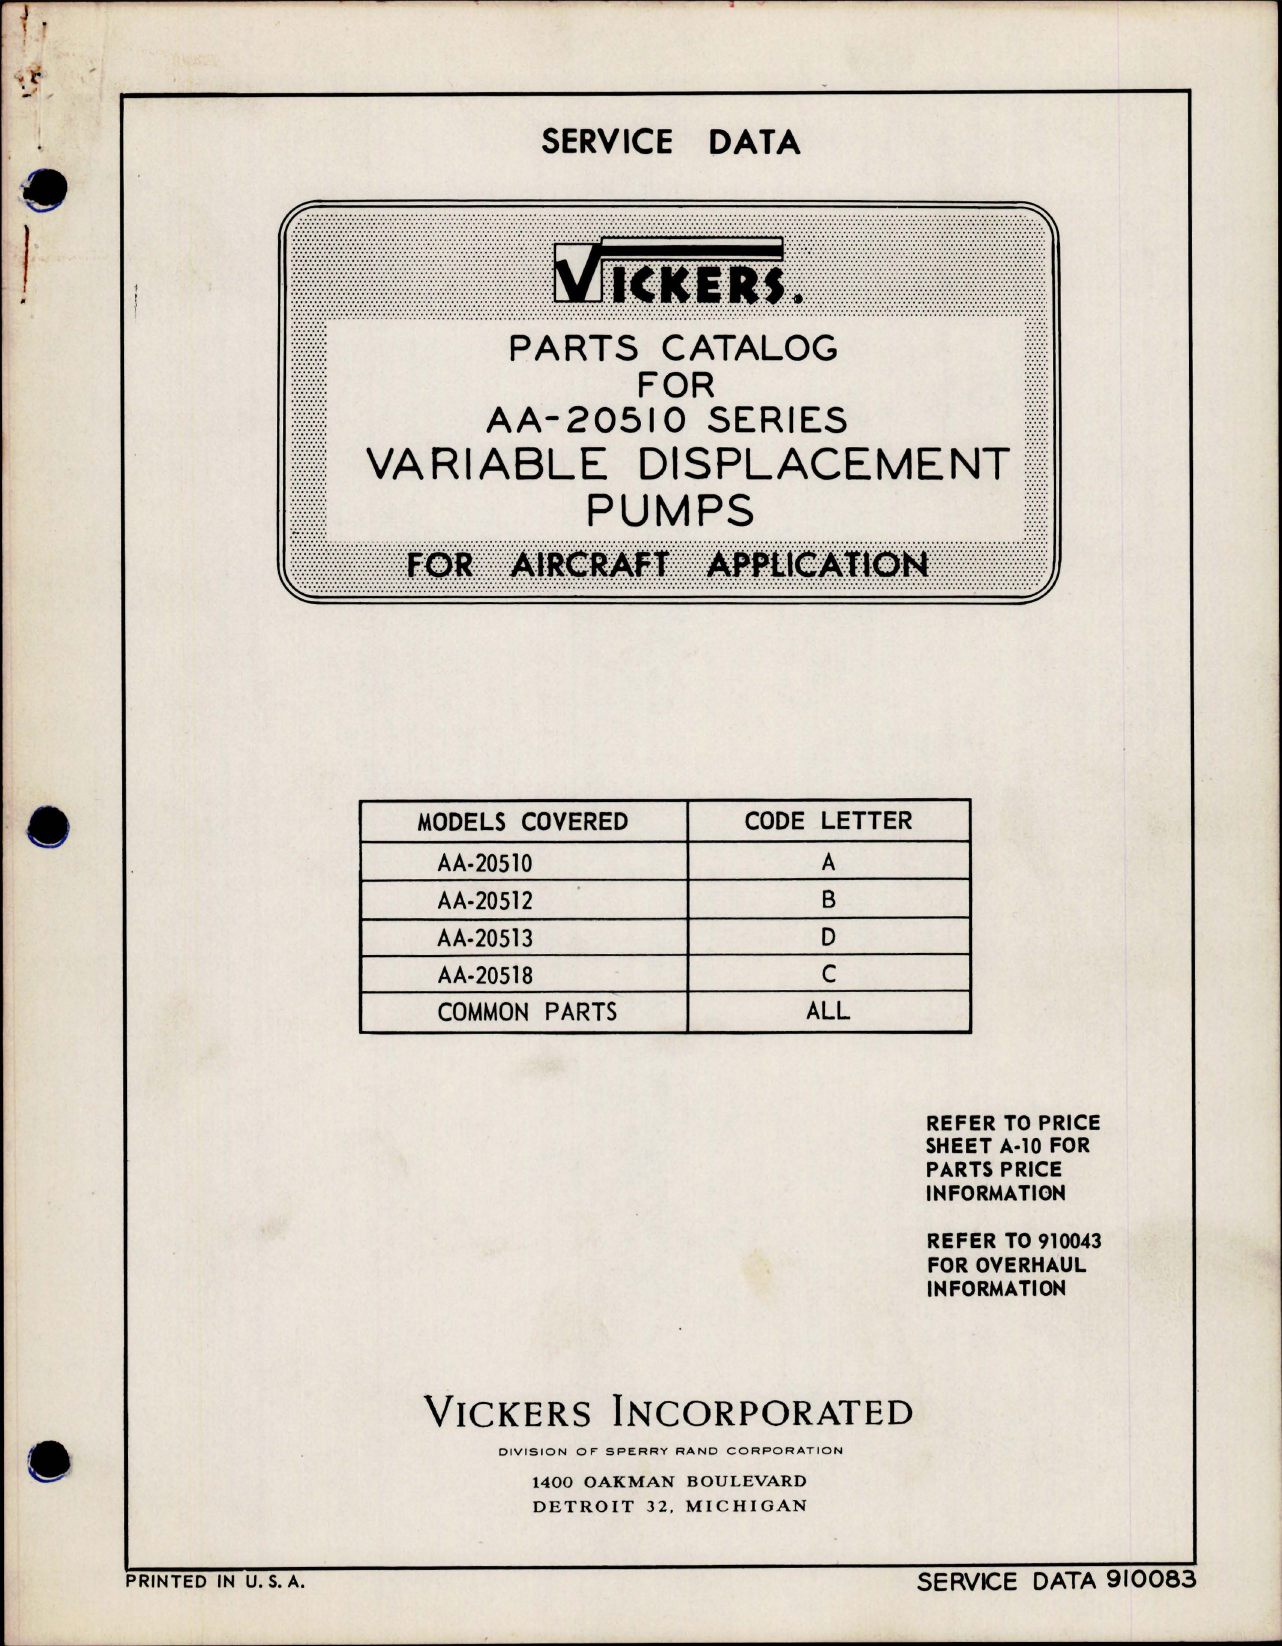 SERVICE DATA
VICKERS.
PARTS CATALOG
FOR
AA-20510 SERIES
VARIABLE DISPLACEMENT
PUMPS
FOR AIRCRAFT APPLICATION
MODELS COVERED CODE LETTER
AA-20510 A
AA-20512 B
AA-20513 D
AA-20518 C
COMMON PARTS ALL
REFER TO PRICE
SHEET A-10 FOR
PARTS PRICE
INFORMATION
REFER TO 910043
FOR OVERHAUL
INFORMATION
VICKERS INCORPORATED
DIVISION OF SPERRY RAND CORPORATION
1400 OAKMAN BOULEVARD
DETROIT 32, MICHIGAN
PRINTED IN U. S. A.
SERVICE DATA 910083